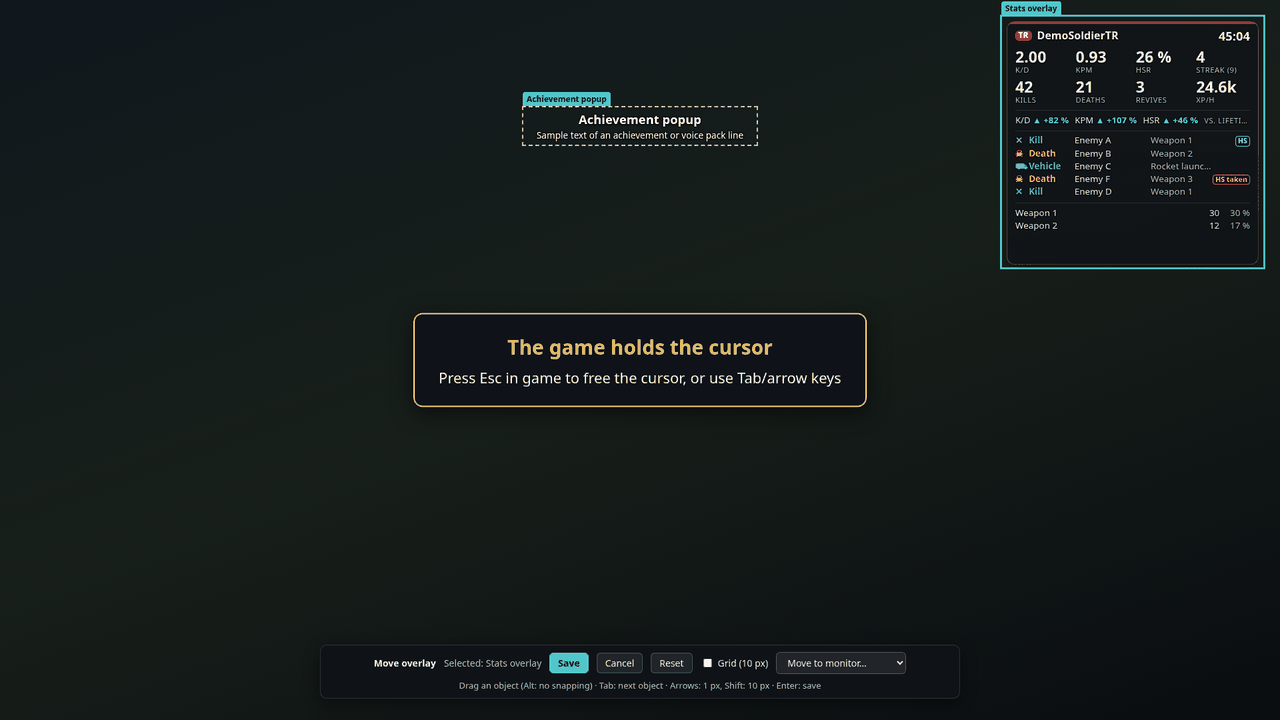 Stats overlay
TR DemoSoldierTR 45:04
2.00 0.93 26 % 4
K/D KPM HSR STREAK (9)
42 21 3 24.6k
KILLS DEATHS REVIVES XP/H
K/D ▲ +82 % KPM ▲ +107 % HSR ▲ +46 % VS. LIFETI...
✕ Kill Enemy A Weapon 1 HS
☠ Death Enemy B Weapon 2
Vehicle Enemy C Rocket launc...
☠ Death Enemy F Weapon 3 HS taken
✕ Kill Enemy D Weapon 1
Weapon 1 30 30 %
Weapon 2 12 17 %
Achievement popup
Achievement popup
Sample text of an achievement or voice pack line
The game holds the cursor
Press Esc in game to free the cursor, or use Tab/arrow keys
Move overlay Selected: Stats overlay Save Cancel Reset Grid (10 px) Move to monitor...
Drag an object (Alt: no snapping) · Tab: next object · Arrows: 1 px, Shift: 10 px · Enter: save